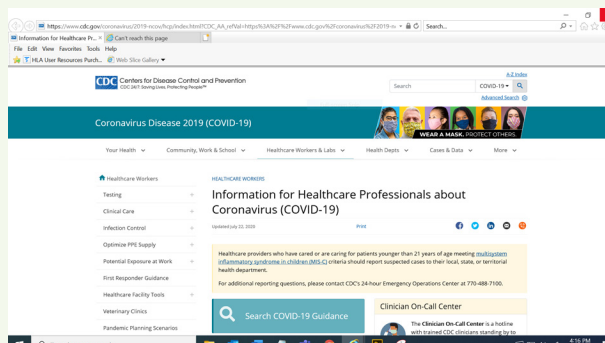 https://www.cdc.gov/coronavirus/2019-ncov/hcp/index.html?CDC_AA_refVal=https%3A%2F%2Fwww.cdc.gov%2Fcoronavirus%2F2019-n
Search...
Information for Healthcare Pr...
Can't reach this page
File Edit View Favorites Tools Help
HLA User Resources Purch...
Web Slice Gallery
CDC Centers for Disease Control and Prevention
CDC 24/7: Saving Lives, Protecting People™
A-Z Index
Search
COVID-19
Advanced Search
Coronavirus Disease 2019 (COVID-19)
WEAR A MASK. PROTECT OTHERS.
Your Health
Community, Work & School
Healthcare Workers & Labs
Health Depts
Cases & Data
More
Healthcare Workers
Testing
Clinical Care
Infection Control
Optimize PPE Supply
Potential Exposure at Work
First Responder Guidance
Healthcare Facility Tools
Veterinary Clinics
Pandemic Planning Scenarios
HEALTHCARE WORKERS
Information for Healthcare Professionals about
Coronavirus (COVID-19)
Updated July 22, 2020
Print
Healthcare providers who have cared or are caring for patients younger than 21 years of age meeting multisystem
inflammatory syndrome in children (MIS-C) criteria should report suspected cases to their local, state, or territorial
health department.
For additional reporting questions, please contact CDC's 24-hour Emergency Operations Center at 770-488-7100.
Search COVID-19 Guidance
Clinician On-Call Center
The Clinician On-Call Center is a hotline
with trained CDC clinicians standing by to
4:16 PM